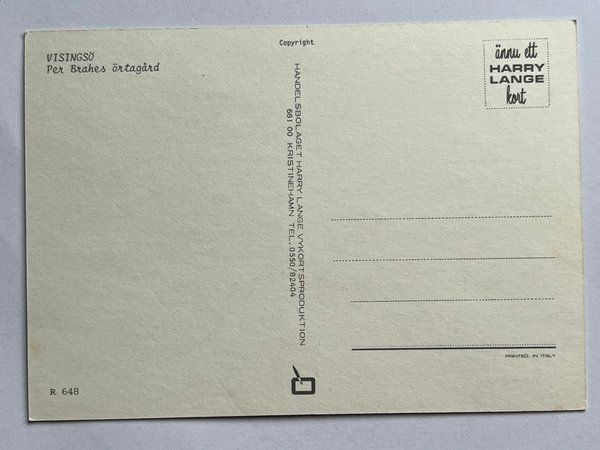 VISINGSÖ
Per Brahes örtagård
Copyright
HANDELSBOLAGET HARRY LANGE VYKORTSPRODUKTION
681 00 KRISTINEHAMN TEL. 0550/82404
ännu ett
HARRY
LANGE
kort
PRINTED IN ITALY
R 648